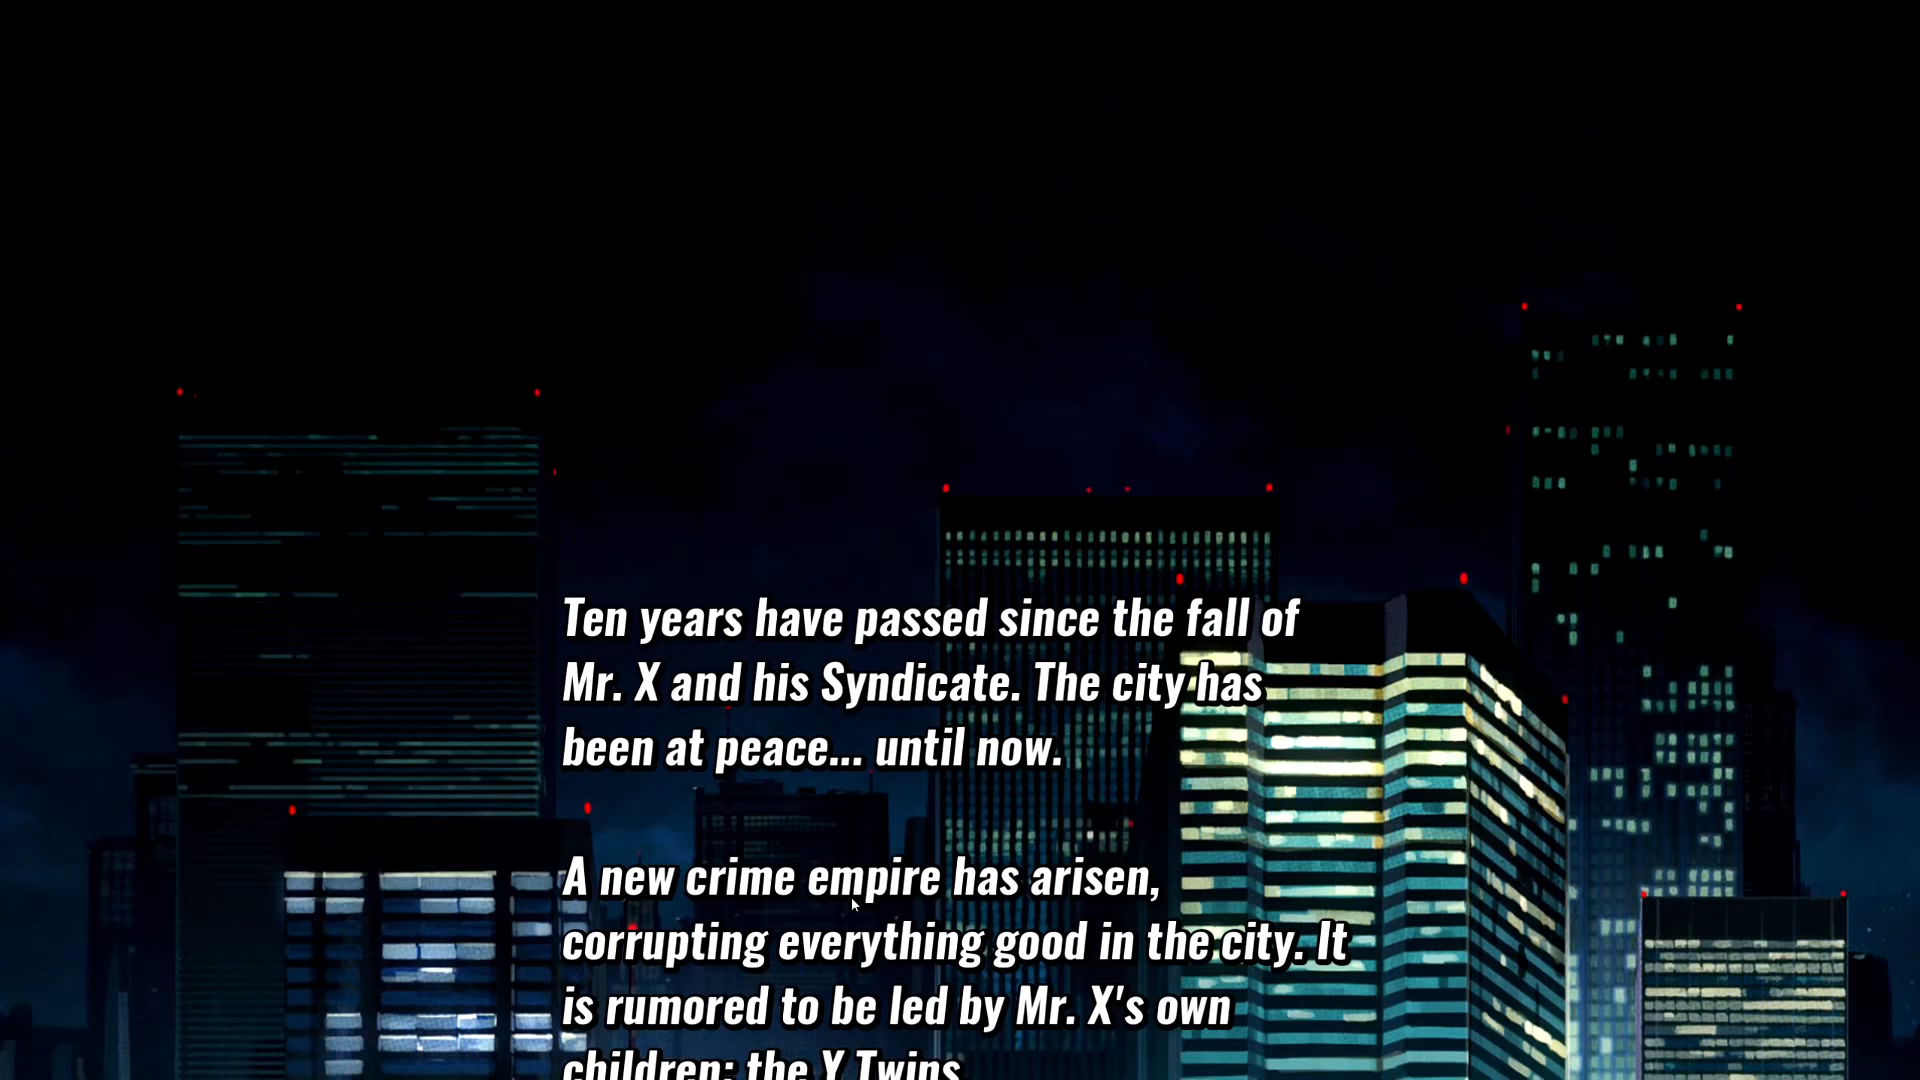 Ten years have passed since the fall of
Mr. X and his Syndicate. The city has
been at peace... until now.
A new crime empire has arisen,
corrupting everything good in the city. It
is rumored to be led by Mr. X's own
children: the Y Twins